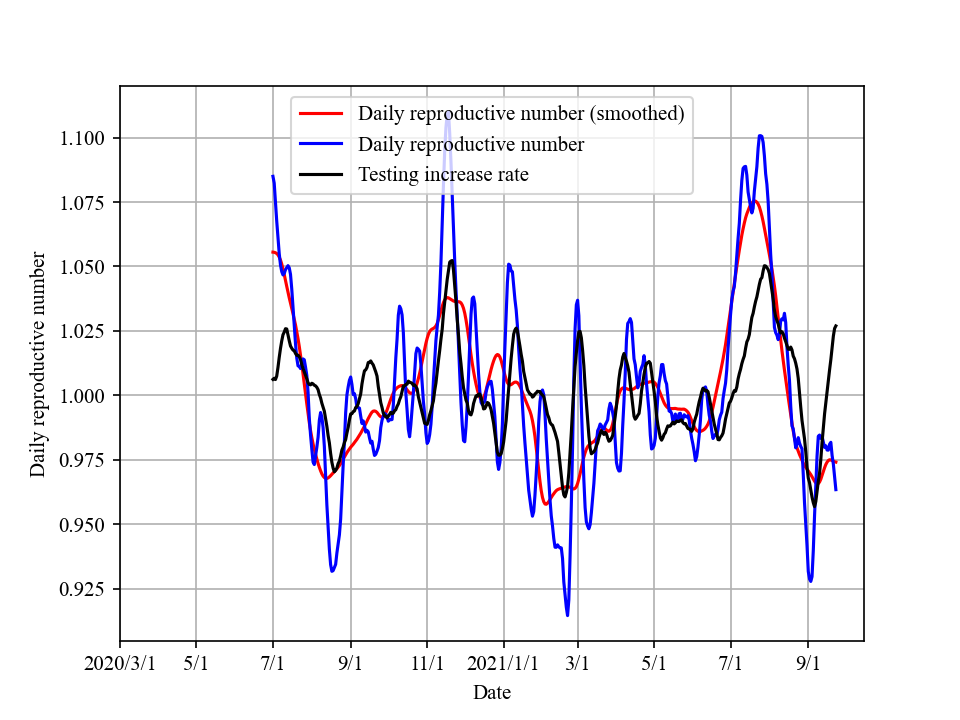 Daily reproductive number (smoothed)
Daily reproductive number
Testing increase rate
Daily reproductive number
1.100
1.075
1.050
1.025
1.000
0.975
0.950
0.925
2020/3/1 5/1 7/1 9/1 11/1 2021/1/1 3/1 5/1 7/1 9/1
Date